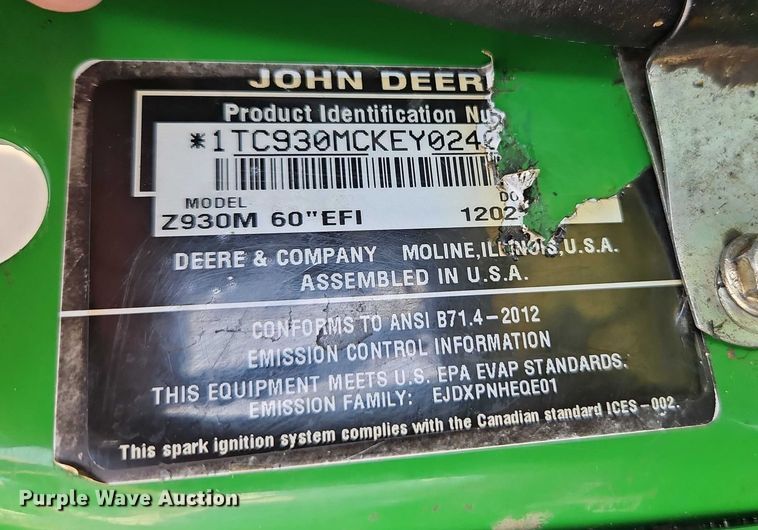 JOHN DEER
Product Identification Nu
*1TC930MCKEY024
MODEL DO
Z930M 60"EFI 1202
DEERE & COMPANY MOLINE,ILLINOIS,U.S.A.
ASSEMBLED IN U.S.A.
CONFORMS TO ANSI B71.4-2012
EMISSION CONTROL INFORMATION
THIS EQUIPMENT MEETS U.S. EPA EVAP STANDARDS.
EMISSION FAMILY: EJDXPNHEQE01
This spark ignition system complies with the Canadian standard ICES-002.
Purple Wave Auction